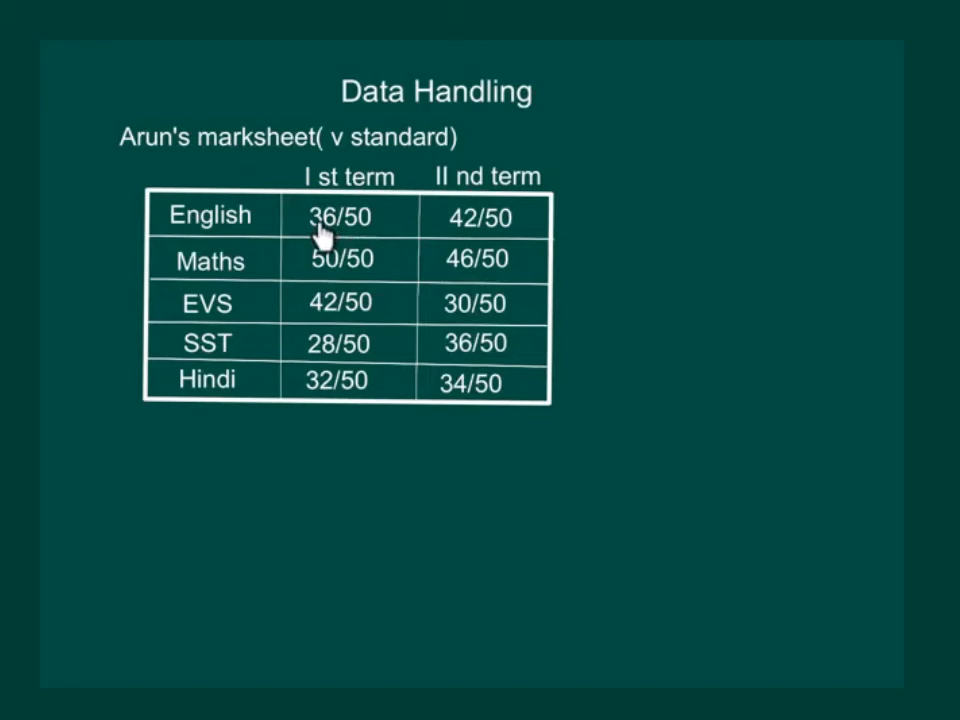 Data Handling
Arun's marksheet( v standard)
I st term II nd term
English 36/50 42/50
Maths 50/50 46/50
EVS 42/50 30/50
SST 28/50 36/50
Hindi 32/50 34/50